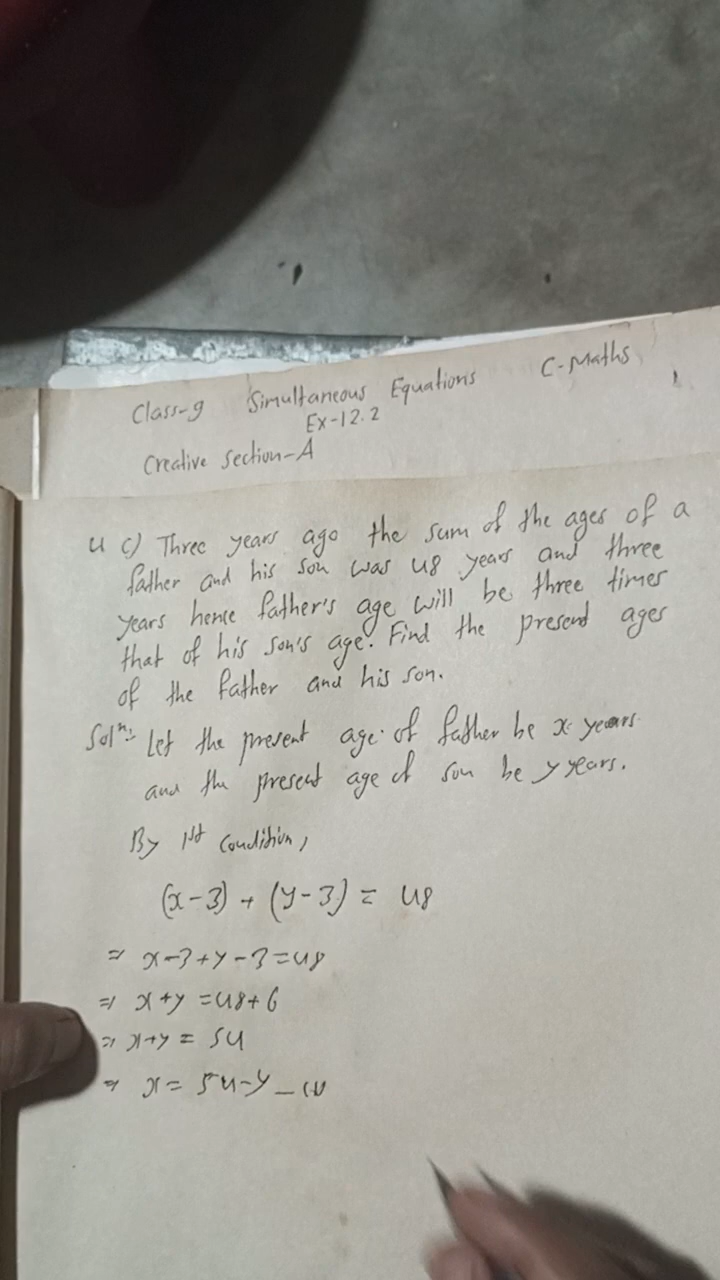 Class-9 Simultaneous Equations C-Maths
Ex-12.2
Creative Section-A
4 c) Three years ago the sum of the ages of a
father and his son was 48 years and three
years hence father's age will be three times
that of his son's age. Find the present ages
of the father and his son.
Solⁿ:- Let the present age of father be x years
and the present age of son be y years.
By 1st condition,
(x-3) + (y-3) = 48
⇒ x-3+y-3=48
⇒ x+y =48+6
⇒ x+y = 54
⇒ x = 54-y - (i)